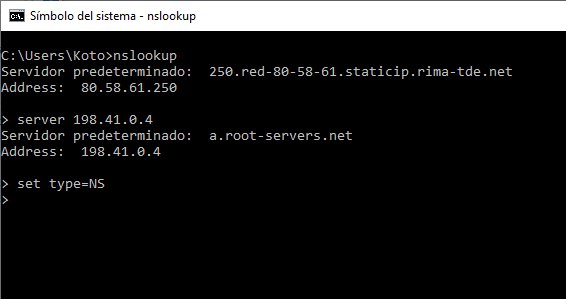 Símbolo del sistema - nslookup
C:\Users\Koto>nslookup
Servidor predeterminado:  250.red-80-58-61.staticip.rima-tde.net
Address:  80.58.61.250
> server 198.41.0.4
Servidor predeterminado:  a.root-servers.net
Address:  198.41.0.4
> set type=NS
>